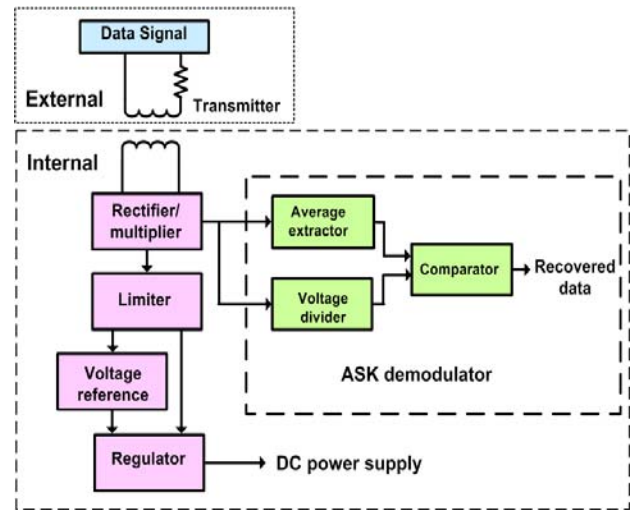 Data Signal
External
Transmitter
Internal
Rectifier/
multiplier
Average
extractor
Comparator
Recovered
data
Limiter
Voltage
divider
Voltage
reference
ASK demodulator
Regulator
DC power supply